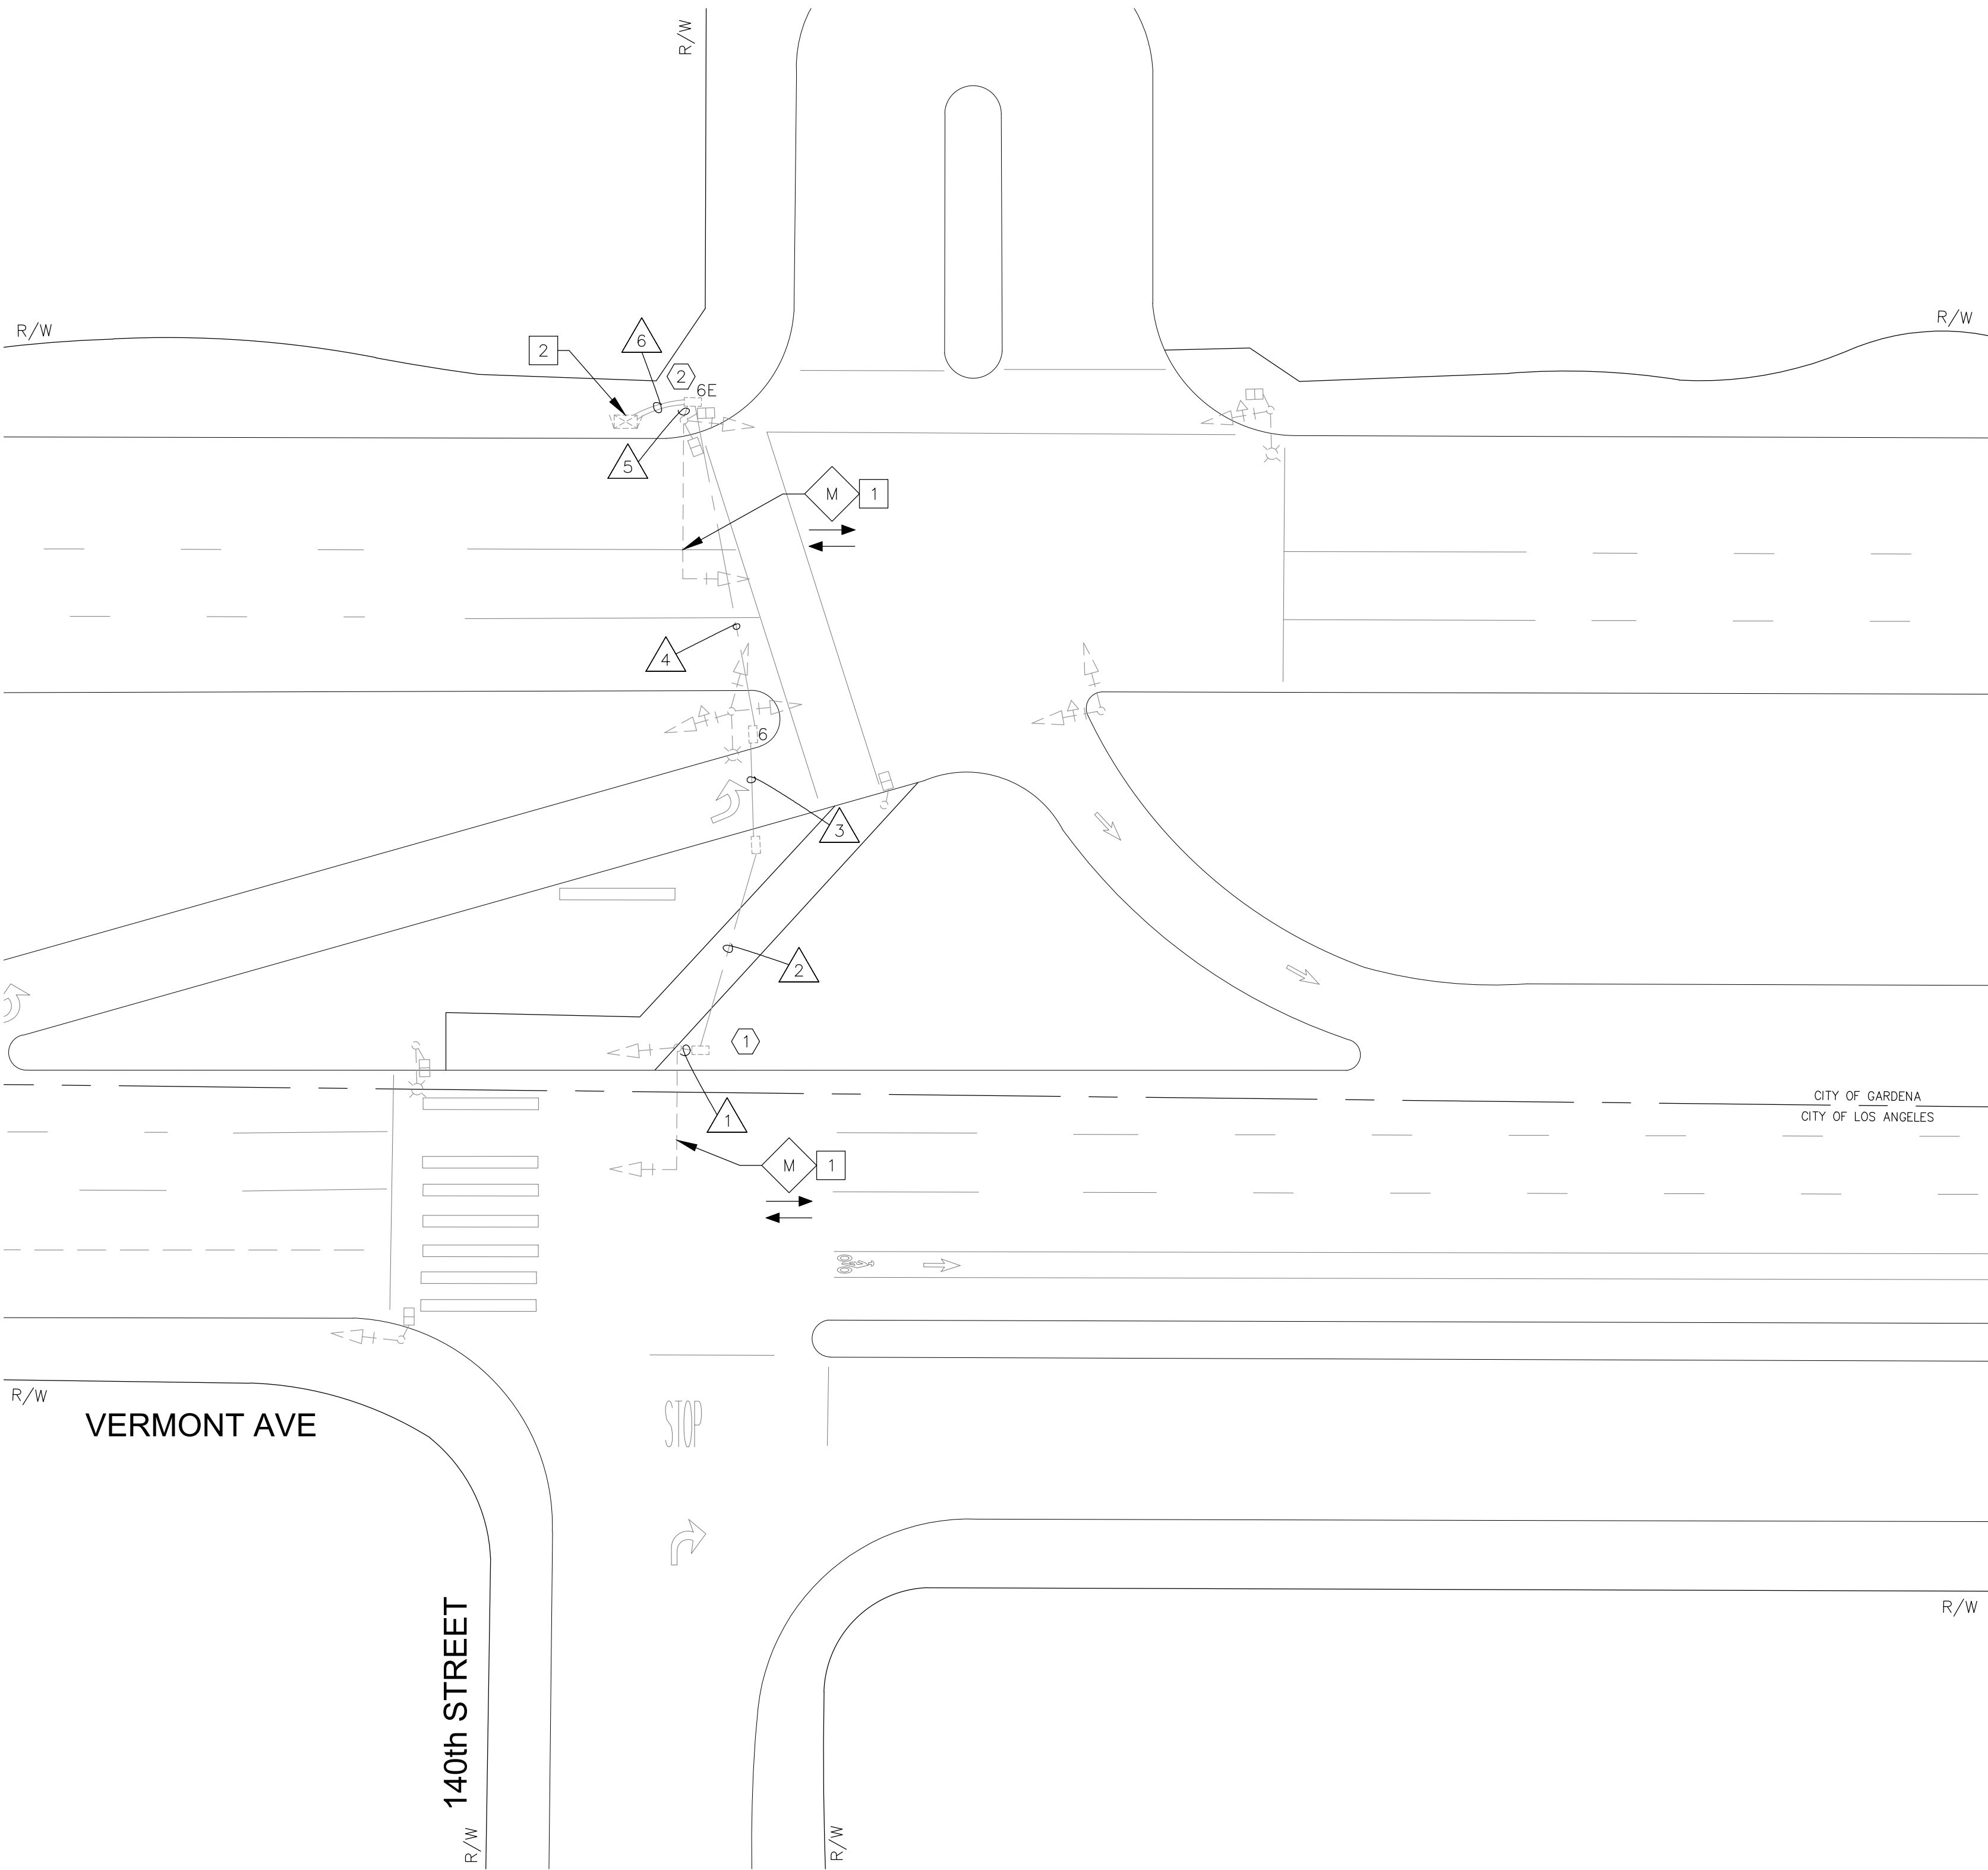 R/W
R/W
R/W
2
6
2
6E
5
M 1
4
6
3
2
1
1
CITY OF GARDENA
CITY OF LOS ANGELES
M 1
R/W
VERMONT AVE
STOP
140th STREET
R/W
R/W
R/W